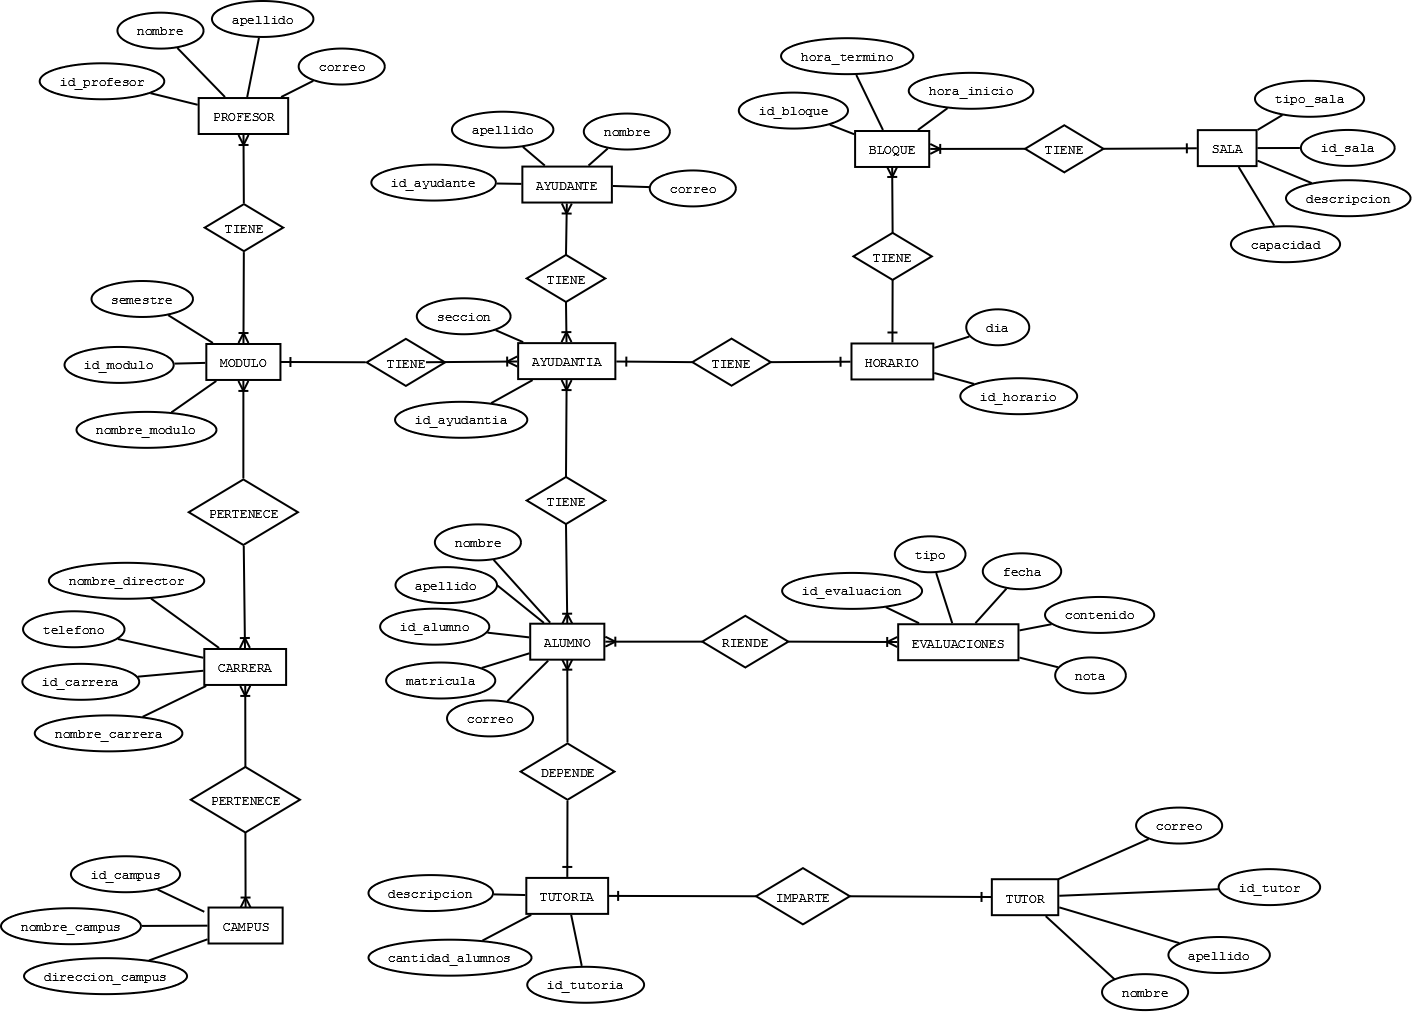 apellido
nombre
correo
id_profesor
PROFESOR
hora_termino
hora_inicio
id_bloque
BLOQUE
TIENE
SALA
tipo_sala
id_sala
descripcion
capacidad
apellido
nombre
id_ayudante
AYUDANTE
correo
TIENE
TIENE
TIENE
semestre
seccion
dia
id_modulo
MODULO
TIENE
AYUDANTIA
TIENE
HORARIO
id_horario
nombre_modulo
id_ayudantia
PERTENECE
TIENE
nombre
tipo
fecha
nombre_director
apellido
id_evaluacion
contenido
telefono
id_alumno
ALUMNO
RIENDE
EVALUACIONES
CARRERA
id_carrera
matricula
nota
nombre_carrera
correo
DEPENDE
PERTENECE
correo
id_campus
descripcion
TUTORIA
IMPARTE
TUTOR
id_tutor
nombre_campus
CAMPUS
cantidad_alumnos
apellido
direccion_campus
id_tutoria
nombre